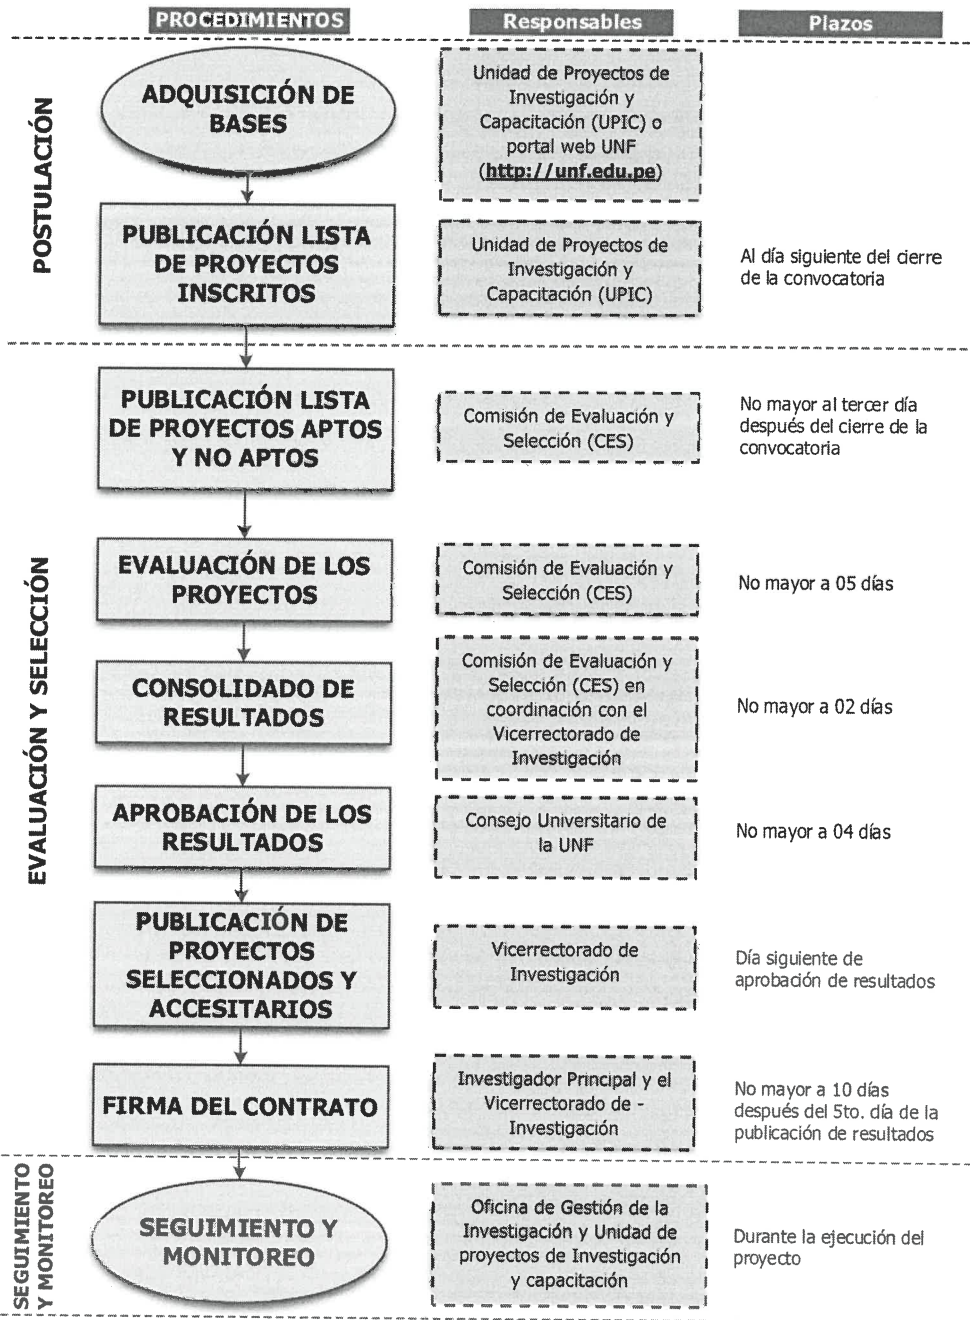 PROCEDIMIENTOS
Responsables
Plazos
POSTULACIÓN
ADQUISICIÓN DE
BASES
Unidad de Proyectos de
Investigación y
Capacitación (UPIC) o
portal web UNF
(http://unf.edu.pe)
PUBLICACIÓN LISTA
DE PROYECTOS
INSCRITOS
Unidad de Proyectos de
Investigación y
Capacitación (UPIC)
Al día siguiente del cierre
de la convocatoria
EVALUACIÓN Y SELECCIÓN
PUBLICACIÓN LISTA
DE PROYECTOS APTOS
Y NO APTOS
Comisión de Evaluación y
Selección (CES)
No mayor al tercer día
después del cierre de la
convocatoria
EVALUACIÓN DE LOS
PROYECTOS
Comisión de Evaluación y
Selección (CES)
No mayor a 05 días
CONSOLIDADO DE
RESULTADOS
Comisión de Evaluación y
Selección (CES) en
coordinación con el
Vicerrectorado de
Investigación
No mayor a 02 días
APROBACIÓN DE LOS
RESULTADOS
Consejo Universitario de
la UNF
No mayor a 04 días
PUBLICACIÓN DE
PROYECTOS
SELECCIONADOS Y
ACCESITARIOS
Vicerrectorado de
Investigación
Día siguiente de
aprobación de resultados
FIRMA DEL CONTRATO
Investigador Principal y el
Vicerrectorado de -
Investigación
No mayor a 10 días
después del 5to. día de la
publicación de resultados
SEGUIMIENTO
Y MONITOREO
SEGUIMIENTO Y
MONITOREO
Oficina de Gestión de la
Investigación y Unidad de
proyectos de Investigación
y capacitación
Durante la ejecución del
proyecto